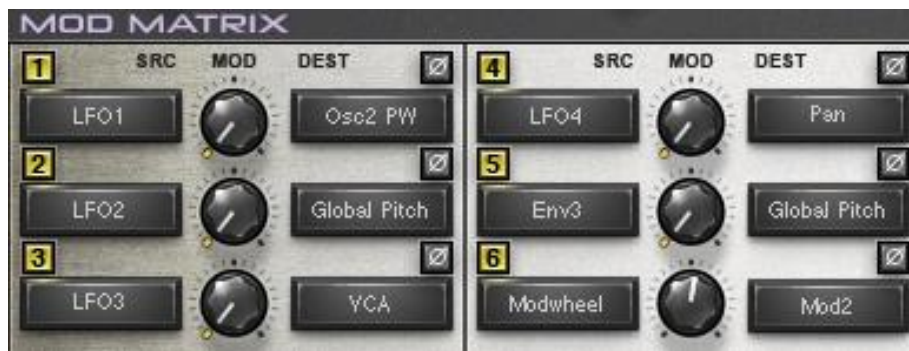 MOD MATRIX
1 SRC MOD DEST Ø
LFO1 Osc2 PW
2 Ø
LFO2 Global Pitch
3 Ø
LFO3 VCA
4 SRC MOD DEST Ø
LFO4 Pan
5 Ø
Env3 Global Pitch
6 Ø
Modwheel Mod2